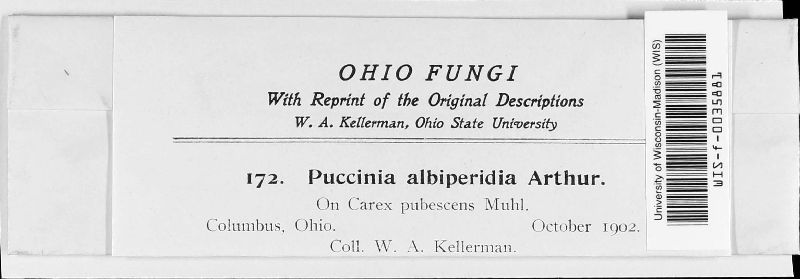 OHIO FUNGI
With Reprint of the Original Descriptions
W. A. Kellerman, Ohio State University
172. Puccinia albiperidia Arthur.
On Carex pubescens Muhl.
Columbus, Ohio. October 1902.
Coll. W. A. Kellerman.
University of Wisconsin-Madison (WIS)
WIS-f-0035881